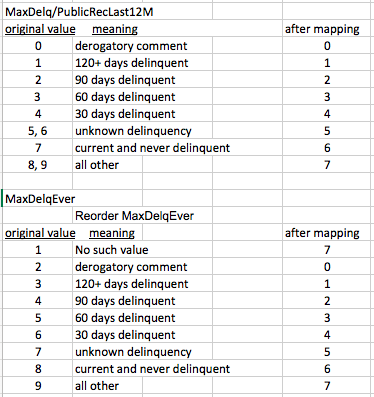 MaxDelq/PublicRecLast12M
original value meaning after mapping
0 derogatory comment 0
1 120+ days delinquent 1
2 90 days delinquent 2
3 60 days delinquent 3
4 30 days delinquent 4
5, 6 unknown delinquency 5
7 current and never delinquent 6
8, 9 all other 7
MaxDelqEver
Reorder MaxDelqEver
original value meaning after mapping
1 No such value 7
2 derogatory comment 0
3 120+ days delinquent 1
4 90 days delinquent 2
5 60 days delinquent 3
6 30 days delinquent 4
7 unknown delinquency 5
8 current and never delinquent 6
9 all other 7